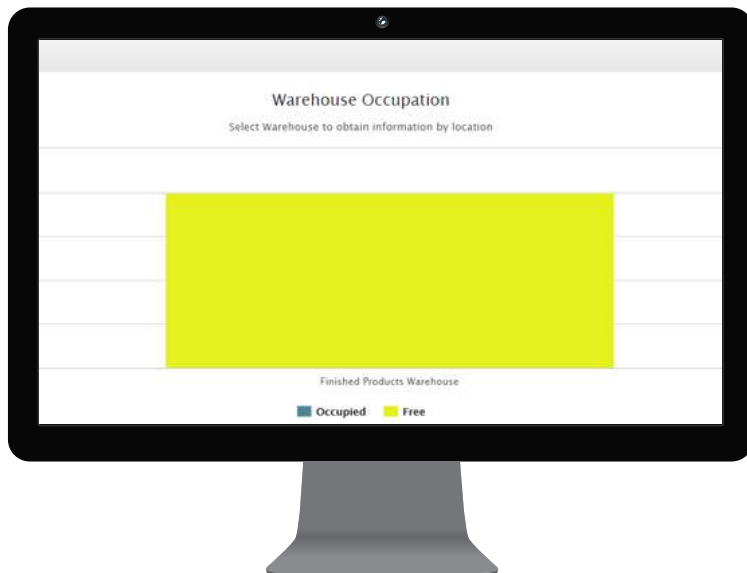 Warehouse Occupation
Select Warehouse to obtain information by location
Finished Products Warehouse
Occupied Free